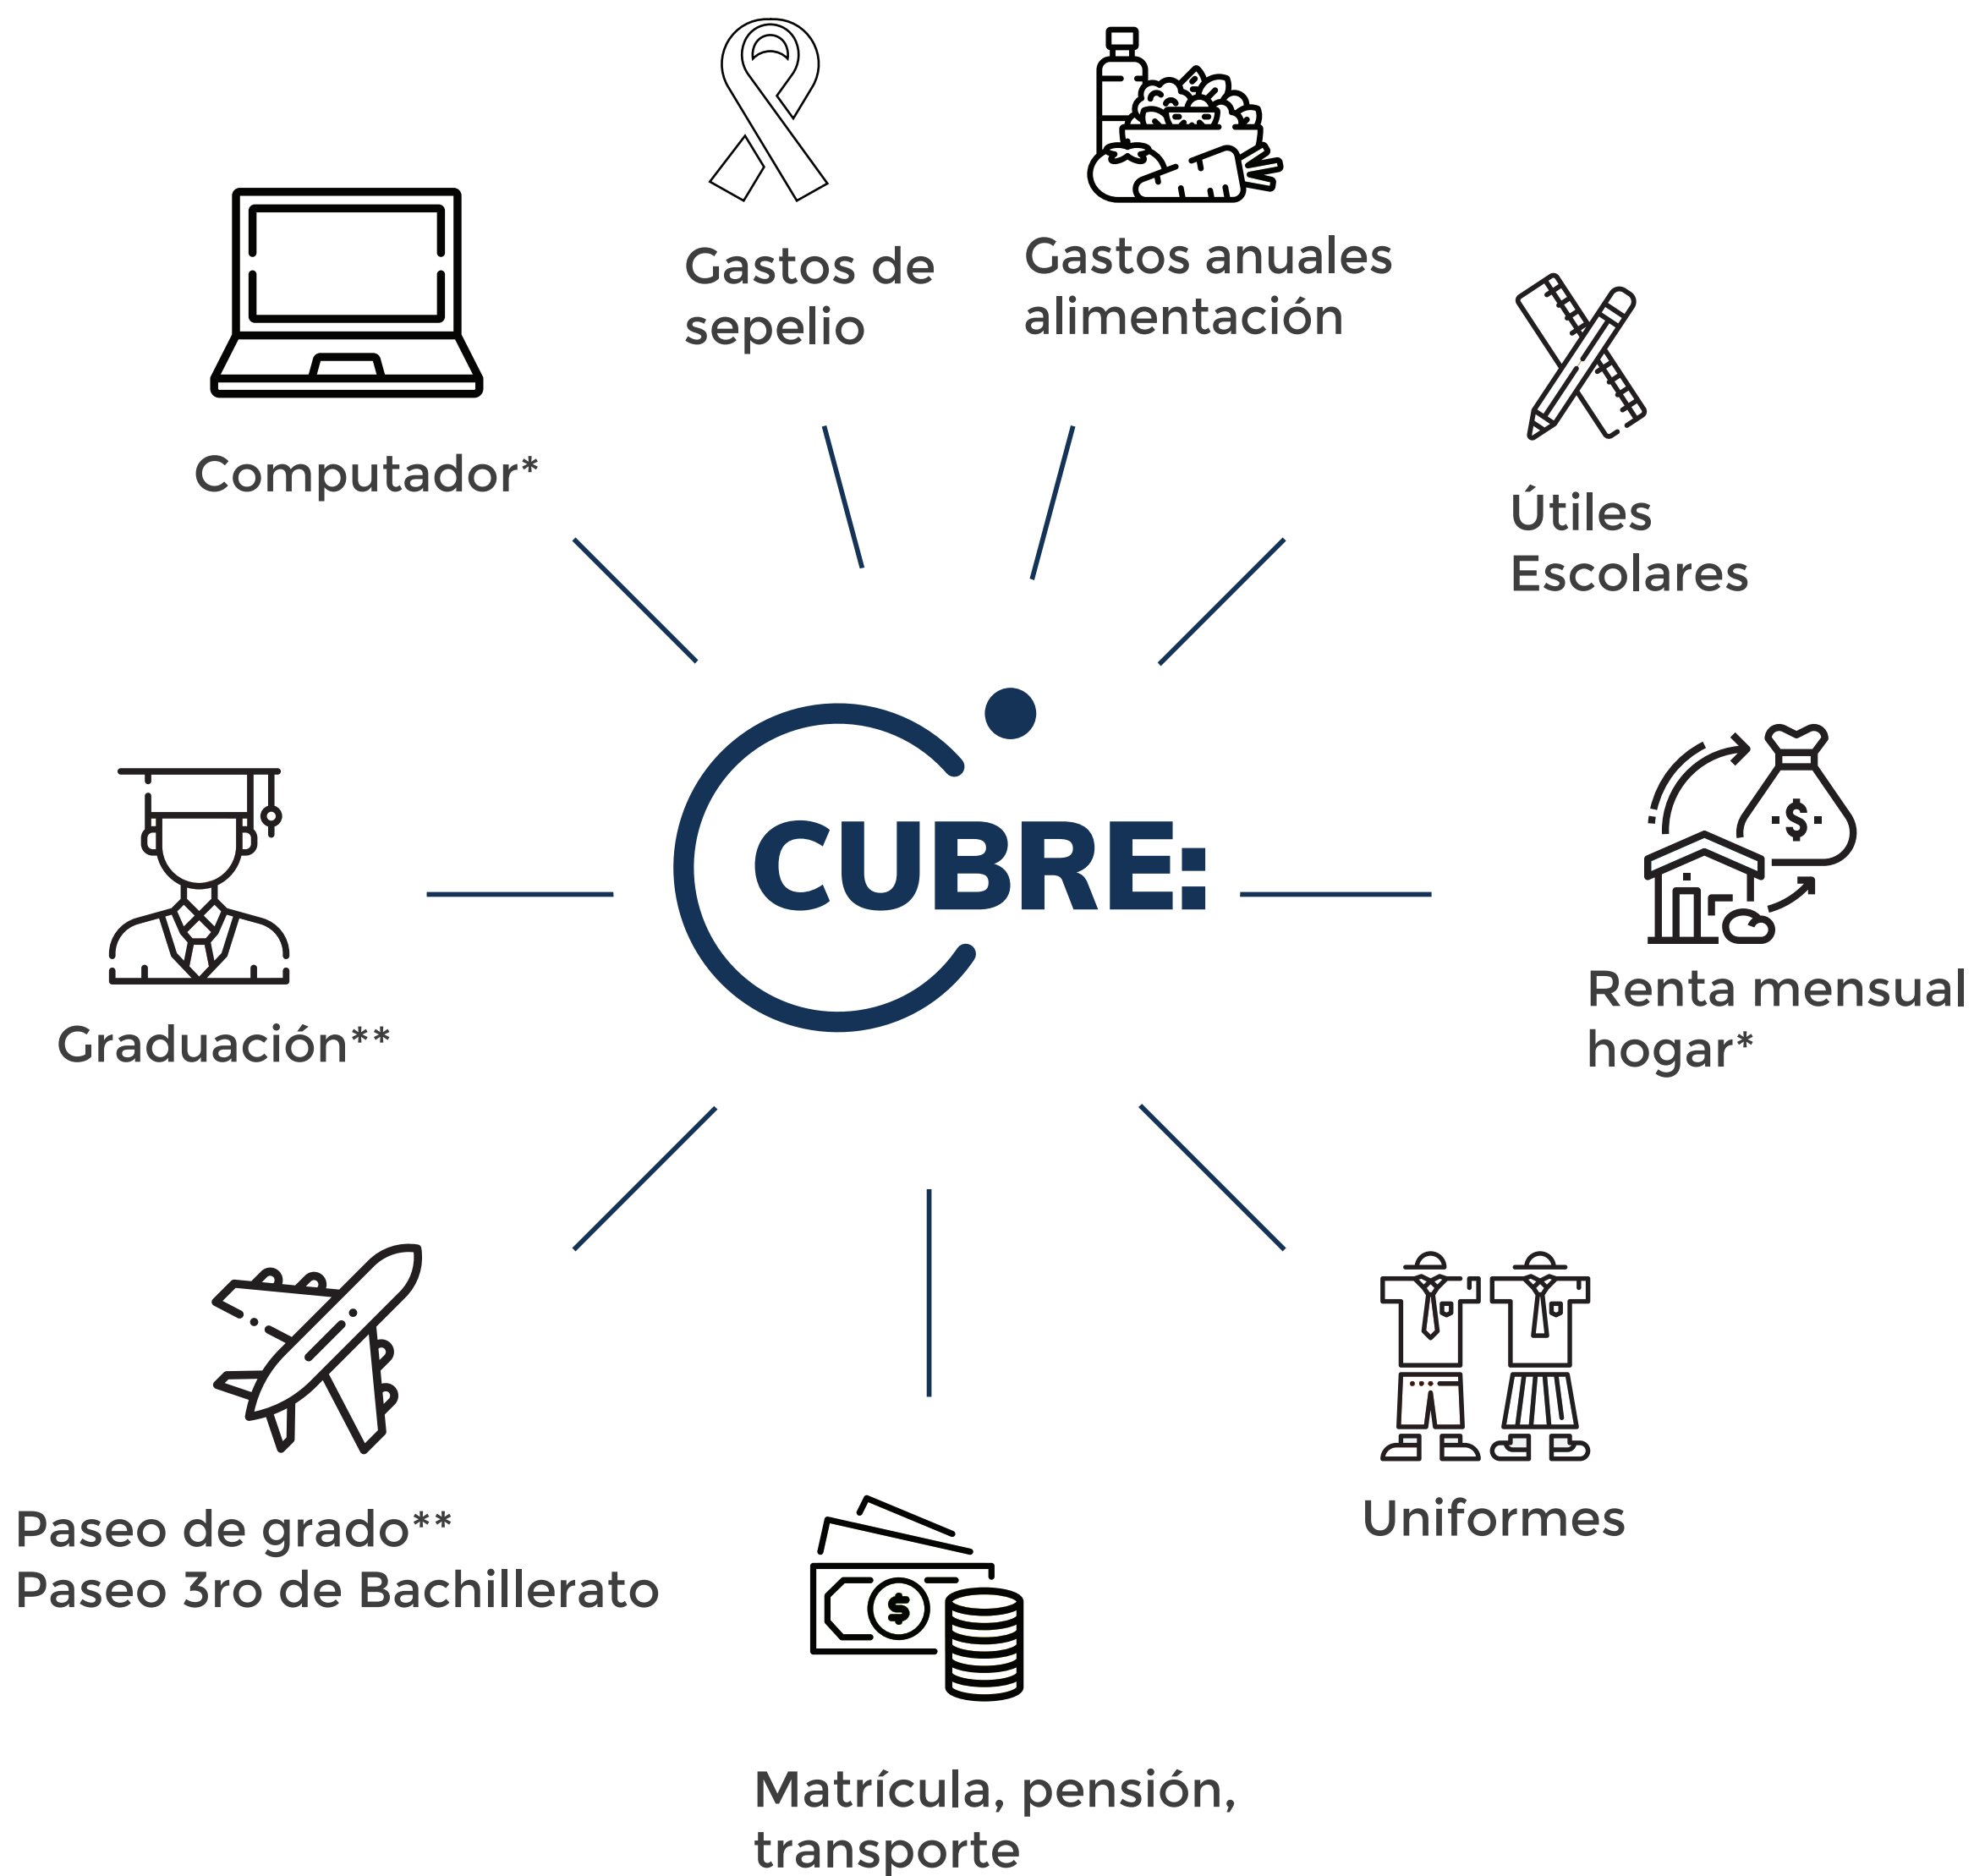 Gastos de
sepelio
Gastos anuales
alimentación
Computador*
Útiles
Escolares
CUBRE:
Renta mensual
hogar*
Graduación**
Uniformes
Paseo de grado**
Paseo 3ro de Bachillerato
Matrícula, pensión,
transporte